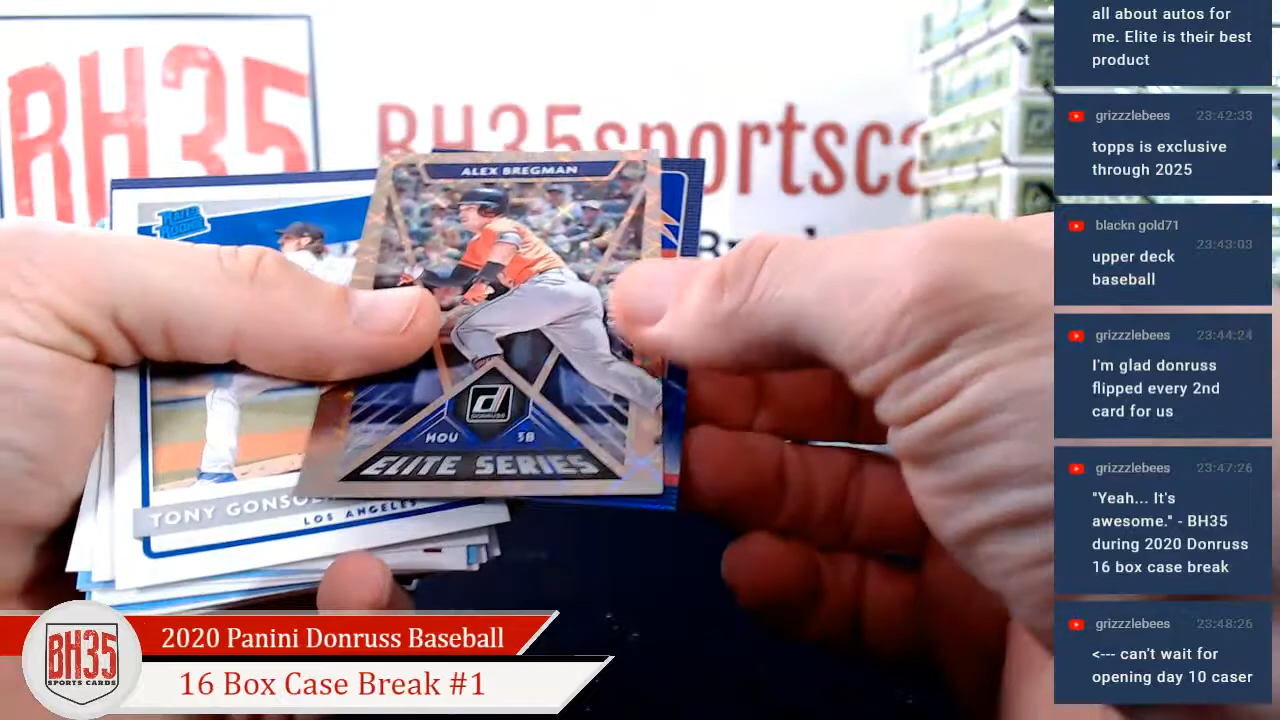 BH35
BH35sportsca
RATED
ROOKIE
ALEX BREGMAN
d
DONRUSS
HOU 3B
ELITE SERIES
TONY GONSOL
LOS ANGELES
BH35
SPORTS CARDS
2020 Panini Donruss Baseball
16 Box Case Break #1
all about autos for
me. Elite is their best
product
grizzzlebees 23:42:33
topps is exclusive
through 2025
blackn gold71 23:43:03
upper deck
baseball
grizzzlebees 23:44:24
I'm glad donruss
flipped every 2nd
card for us
grizzzlebees 23:47:26
"Yeah... It's
awesome." - BH35
during 2020 Donruss
16 box case break
grizzzlebees 23:48:26
<--- can't wait for
opening day 10 caser